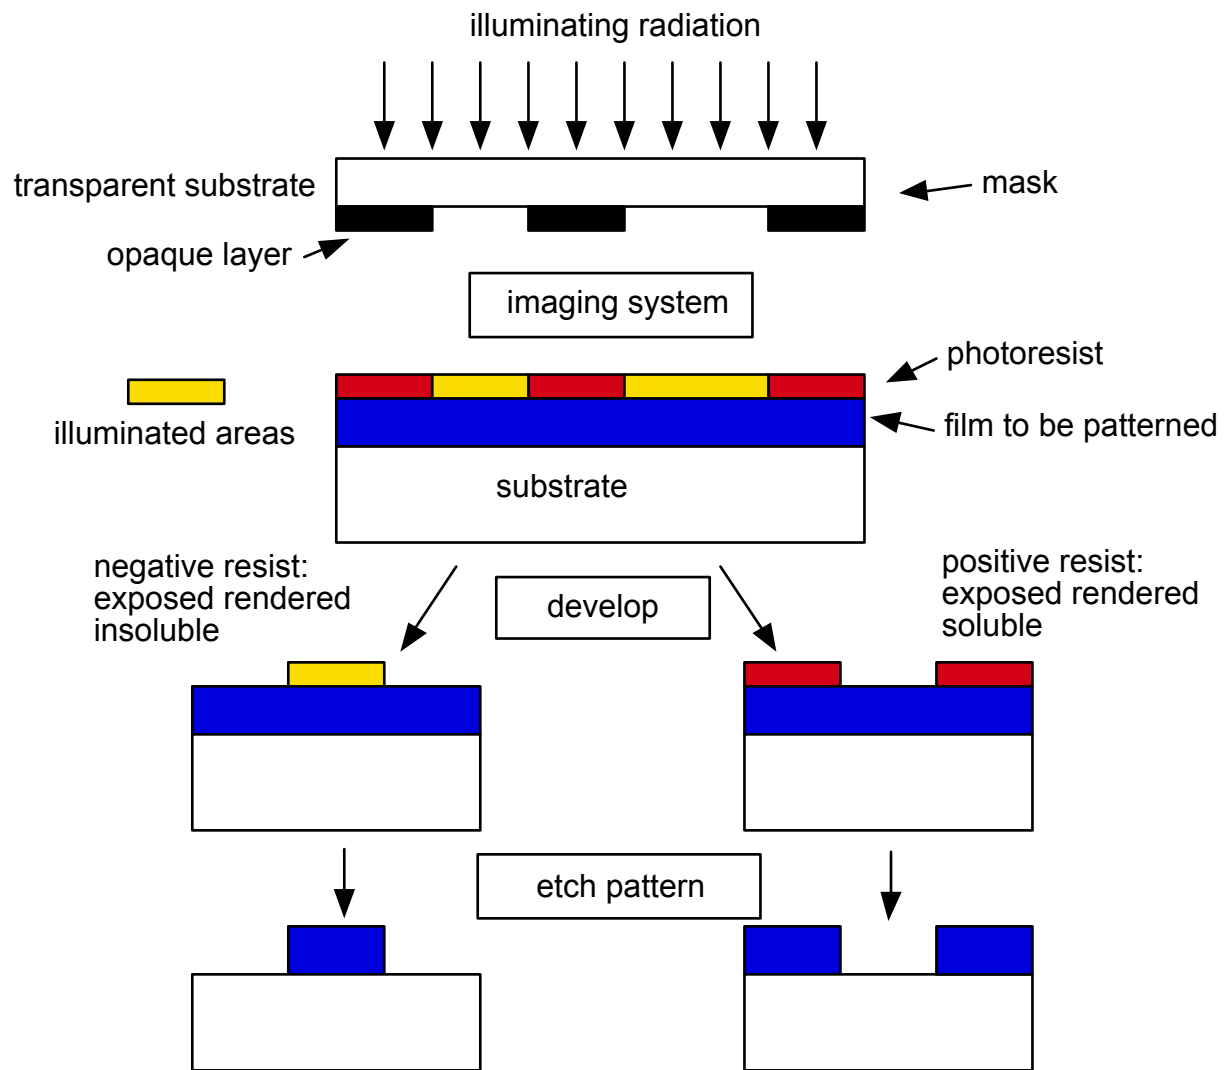 illuminating radiation
transparent substrate
mask
opaque layer
imaging system
photoresist
illuminated areas
film to be patterned
substrate
negative resist:
exposed rendered
insoluble
develop
positive resist:
exposed rendered
soluble
etch pattern